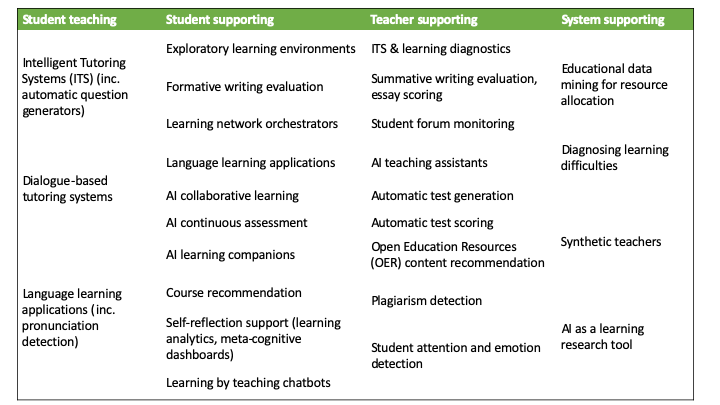 Student teaching
Student supporting
Teacher supporting
System supporting
Intelligent Tutoring
Systems (ITS) (inc.
automatic question
generators)
Dialogue-based
tutoring systems
Language learning
applications (inc.
pronunciation
detection)
Exploratory learning environments
Formative writing evaluation
Learning network orchestrators
Language learning applications
AI collaborative learning
AI continuous assessment
AI learning companions
Course recommendation
Self-reflection support (learning
analytics, meta-cognitive
dashboards)
Learning by teaching chatbots
ITS & learning diagnostics
Summative writing evaluation,
essay scoring
Student forum monitoring
AI teaching assistants
Automatic test generation
Automatic test scoring
Open Education Resources
(OER) content recommendation
Plagiarism detection
Student attention and emotion
detection
Educational data
mining for resource
allocation
Diagnosing learning
difficulties
Synthetic teachers
AI as a learning
research tool